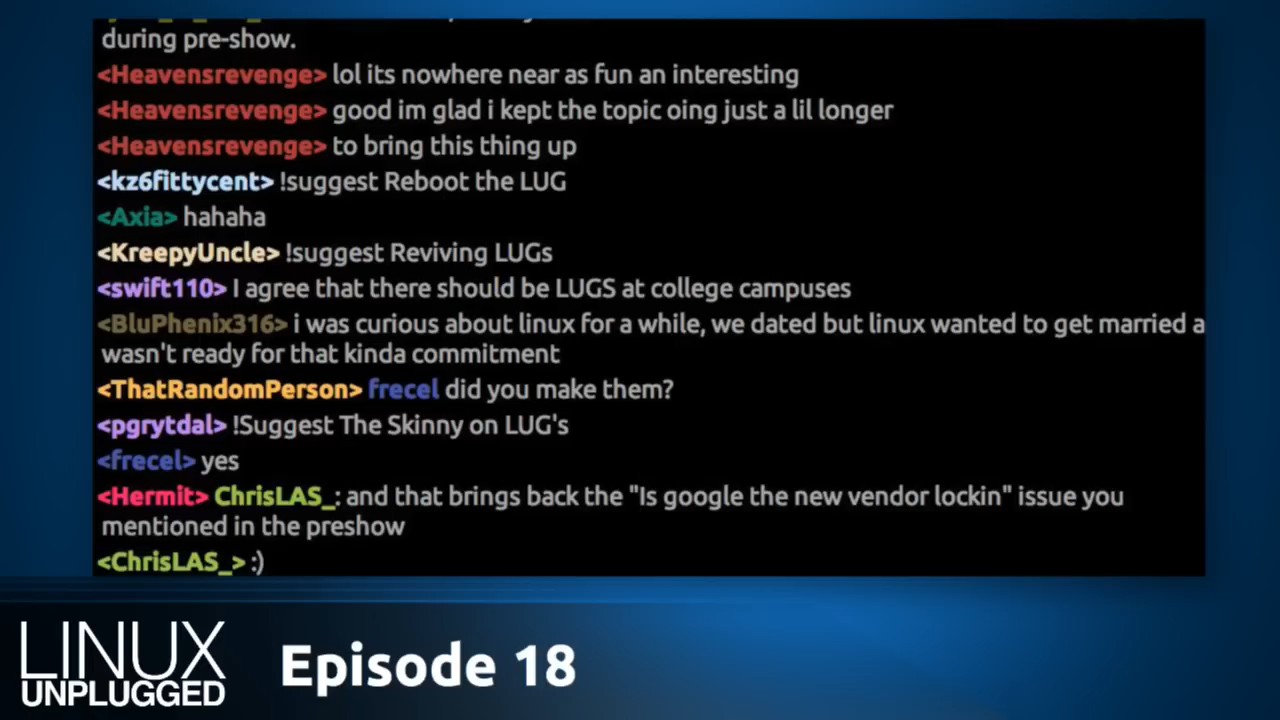 during pre-show.
<Heavensrevenge> lol its nowhere near as fun an interesting
<Heavensrevenge> good im glad i kept the topic oing just a lil longer
<Heavensrevenge> to bring this thing up
<kz6fittycent> !suggest Reboot the LUG
<Axia> hahaha
<KreepyUncle> !suggest Reviving LUGs
<swift110> I agree that there should be LUGS at college campuses
<BluPhenix316> i was curious about linux for a while, we dated but linux wanted to get married a
wasn't ready for that kinda commitment
<ThatRandomPerson> frecel did you make them?
<pgrytdal> !Suggest The Skinny on LUG's
<frecel> yes
<Hermit> ChrisLAS_: and that brings back the "Is google the new vendor lockin" issue you
mentioned in the preshow
<ChrisLAS_> :)
LINUX
UNPLUGGED
Episode 18